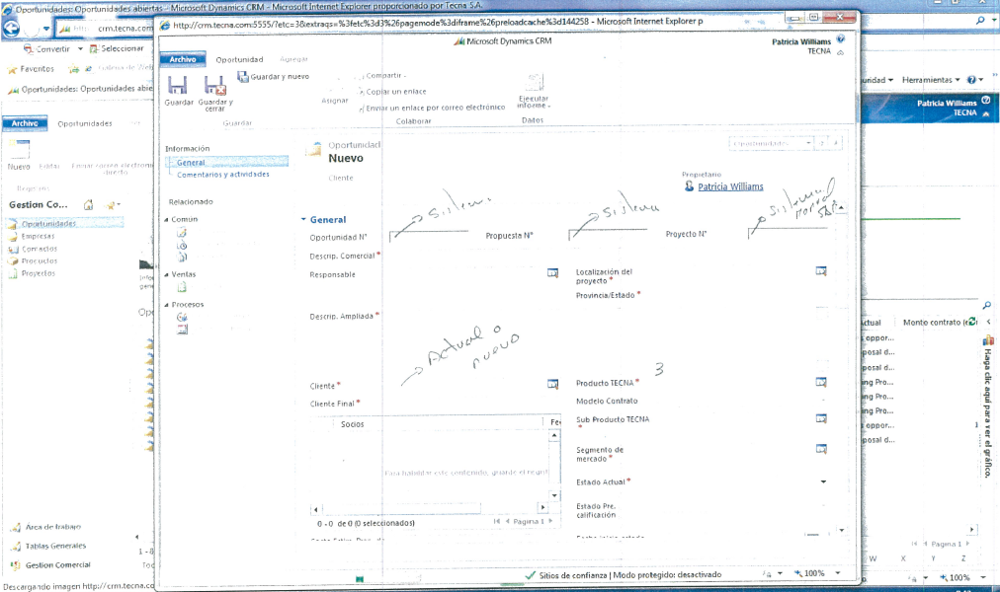 Oportunidades: Oportunidades abiertas - Microsoft Dynamics CRM - Microsoft Internet Explorer proporcionado por Tecna S.A.
http://crm.tecna.com:5555/?etc=3&extraqs=%3fetc%3d3%26pagemode%3diframe%26preloadcache%3d144258 - Microsoft Internet Explorer p
crm.tecna.com
Convertir
Seleccionar
Favoritos
Oportunidades: Oportunidades abie
Archivo
Oportunidades
Nuevo
Editar
Enviar correo electróni
directo
Gestión Co...
Oportunidades
Empresas
Contactos
Productos
Proyectos
Área de trabajo
Tablas Generales
Gestion Comercial
Descargando imagen http://crm.tecna.co
Microsoft Dynamics CRM
Patricia Williams
TECNA
Archivo
Oportunidad
Agregar
Guardar
Guardar y
cerrar
Guardar y nuevo
Guardar
Asignar
Compartir
Copiar un enlace
Enviar un enlace por correo electrónico
Colaborar
Ejecutar
informe
Datos
Información
General
Comentarios y actividades
Relacionado
Común
Ventas
Procesos
Oportunidad
Nuevo
Cliente
Oportunidades
Propietario
Patricia Williams
General
Sistema
Sistema
Sistema
Oportunidad N°
Propuesta N°
Proyecto N°
Descrip. Comercial *
Responsable
Localización del
proyecto *
Provincia/Estado *
Descrip. Ampliada *
Actual o
nuevo
Cliente *
Producto TECNA *
3
Cliente Final *
Modelo Contrato
Socios
Fe
Sub Producto TECNA
*
Segmento de
mercado *
Para habilitar este contenido, guarde el regist
Estado Actual *
0 - 0 de 0 (0 seleccionados)
Página 1
Estado Pre.
calificación
Sitios de confianza | Modo protegido: desactivado
100%
uridad
Herramientas
Patricia Williams
TECNA
Actual
Monto contrato (e
s oppor...
posal d...
posal d...
ing Pro...
ing Pro...
ing Pro...
s oppor...
1
posal d...
Haga clic aquí para ver el gráfico.
Página 1
W X Y Z
100%